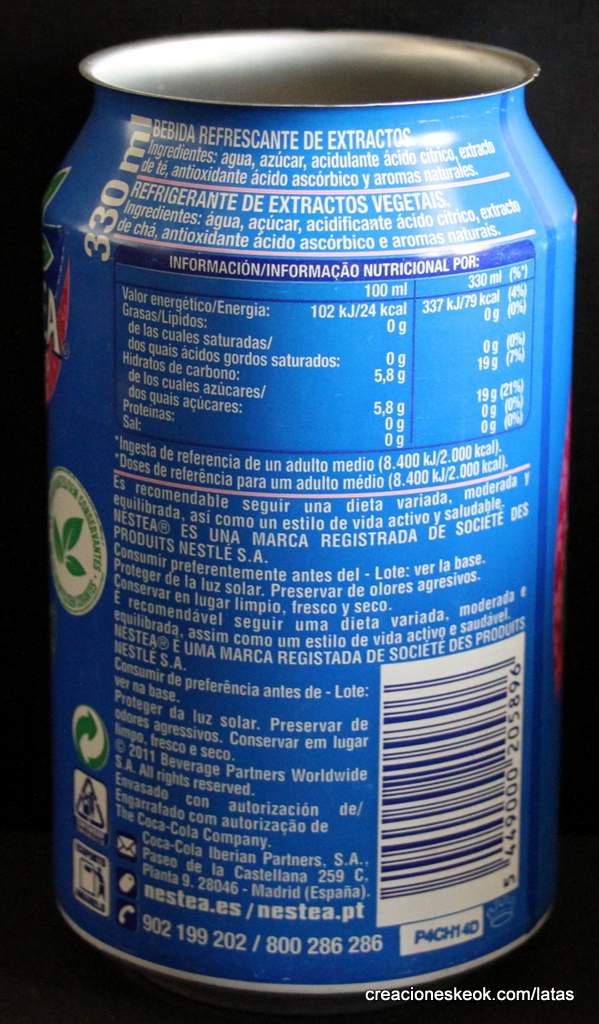 330 ml
BEBIDA REFRESCANTE DE EXTRACTOS
Ingredientes: agua, azúcar, acidulante ácido cítrico, extracto
de té, antioxidante ácido ascórbico y aromas naturales.
REFRIGERANTE DE EXTRACTOS VEGETAIS.
Ingredientes: água, açúcar, acidificante ácido cítrico, extracto
de chá, antioxidante ácido ascórbico e aromas naturais.
INFORMACIÓN/INFORMAÇÃO NUTRICIONAL POR:
100 ml 330 ml (%*)
Valor energético/Energia: 102 kJ/24 kcal 337 kJ/79 kcal (4%)
Grasas/Lípidos: 0 g 0 g (0%)
de las cuales saturadas/
dos quais ácidos gordos saturados: 0 g 0 g (0%)
Hidratos de carbono: 5,8 g 19 g (7%)
de los cuales azúcares/
dos quais açúcares: 5,8 g 19 g (21%)
Proteínas: 0 g 0 g (0%)
Sal: 0 g 0 g (0%)
*Ingesta de referencia de un adulto medio (8.400 kJ/2.000 kcal).
*Doses de referência para um adulto médio (8.400 kJ/2.000 kcal).
Es recomendable seguir una dieta variada, moderada y
equilibrada, así como un estilo de vida activo y saludable.
NESTEA® ES UNA MARCA REGISTRADA DE SOCIÉTÉ DES
PRODUITS NESTLÉ S.A.
Consumir preferentemente antes del - Lote: ver la base.
Proteger de la luz solar. Preservar de olores agresivos.
Conservar en lugar limpio, fresco y seco.
É recomendável seguir uma dieta variada, moderada e
equilibrada, assim como um estilo de vida activo e saudável.
NESTEA® É UMA MARCA REGISTADA DE SOCIÉTÉ DES PRODUITS
NESTLÉ S.A.
Consumir de preferência antes de - Lote:
ver na base.
Proteger da luz solar. Preservar de
odores agressivos. Conservar em lugar
limpo, fresco e seco.
© 2011 Beverage Partners Worldwide
S.A. All rights reserved.
Envasado con autorización de/
Engarrafado com autorização de
The Coca-Cola Company.
Coca-Cola Iberian Partners, S.A.,
Paseo de la Castellana 259 C,
Planta 9. 28046 - Madrid (España).
nestea.es / nestea.pt
902 199 202 / 800 286 286
5 449000 205896
P4CH14D
creacioneskeok.com/latas